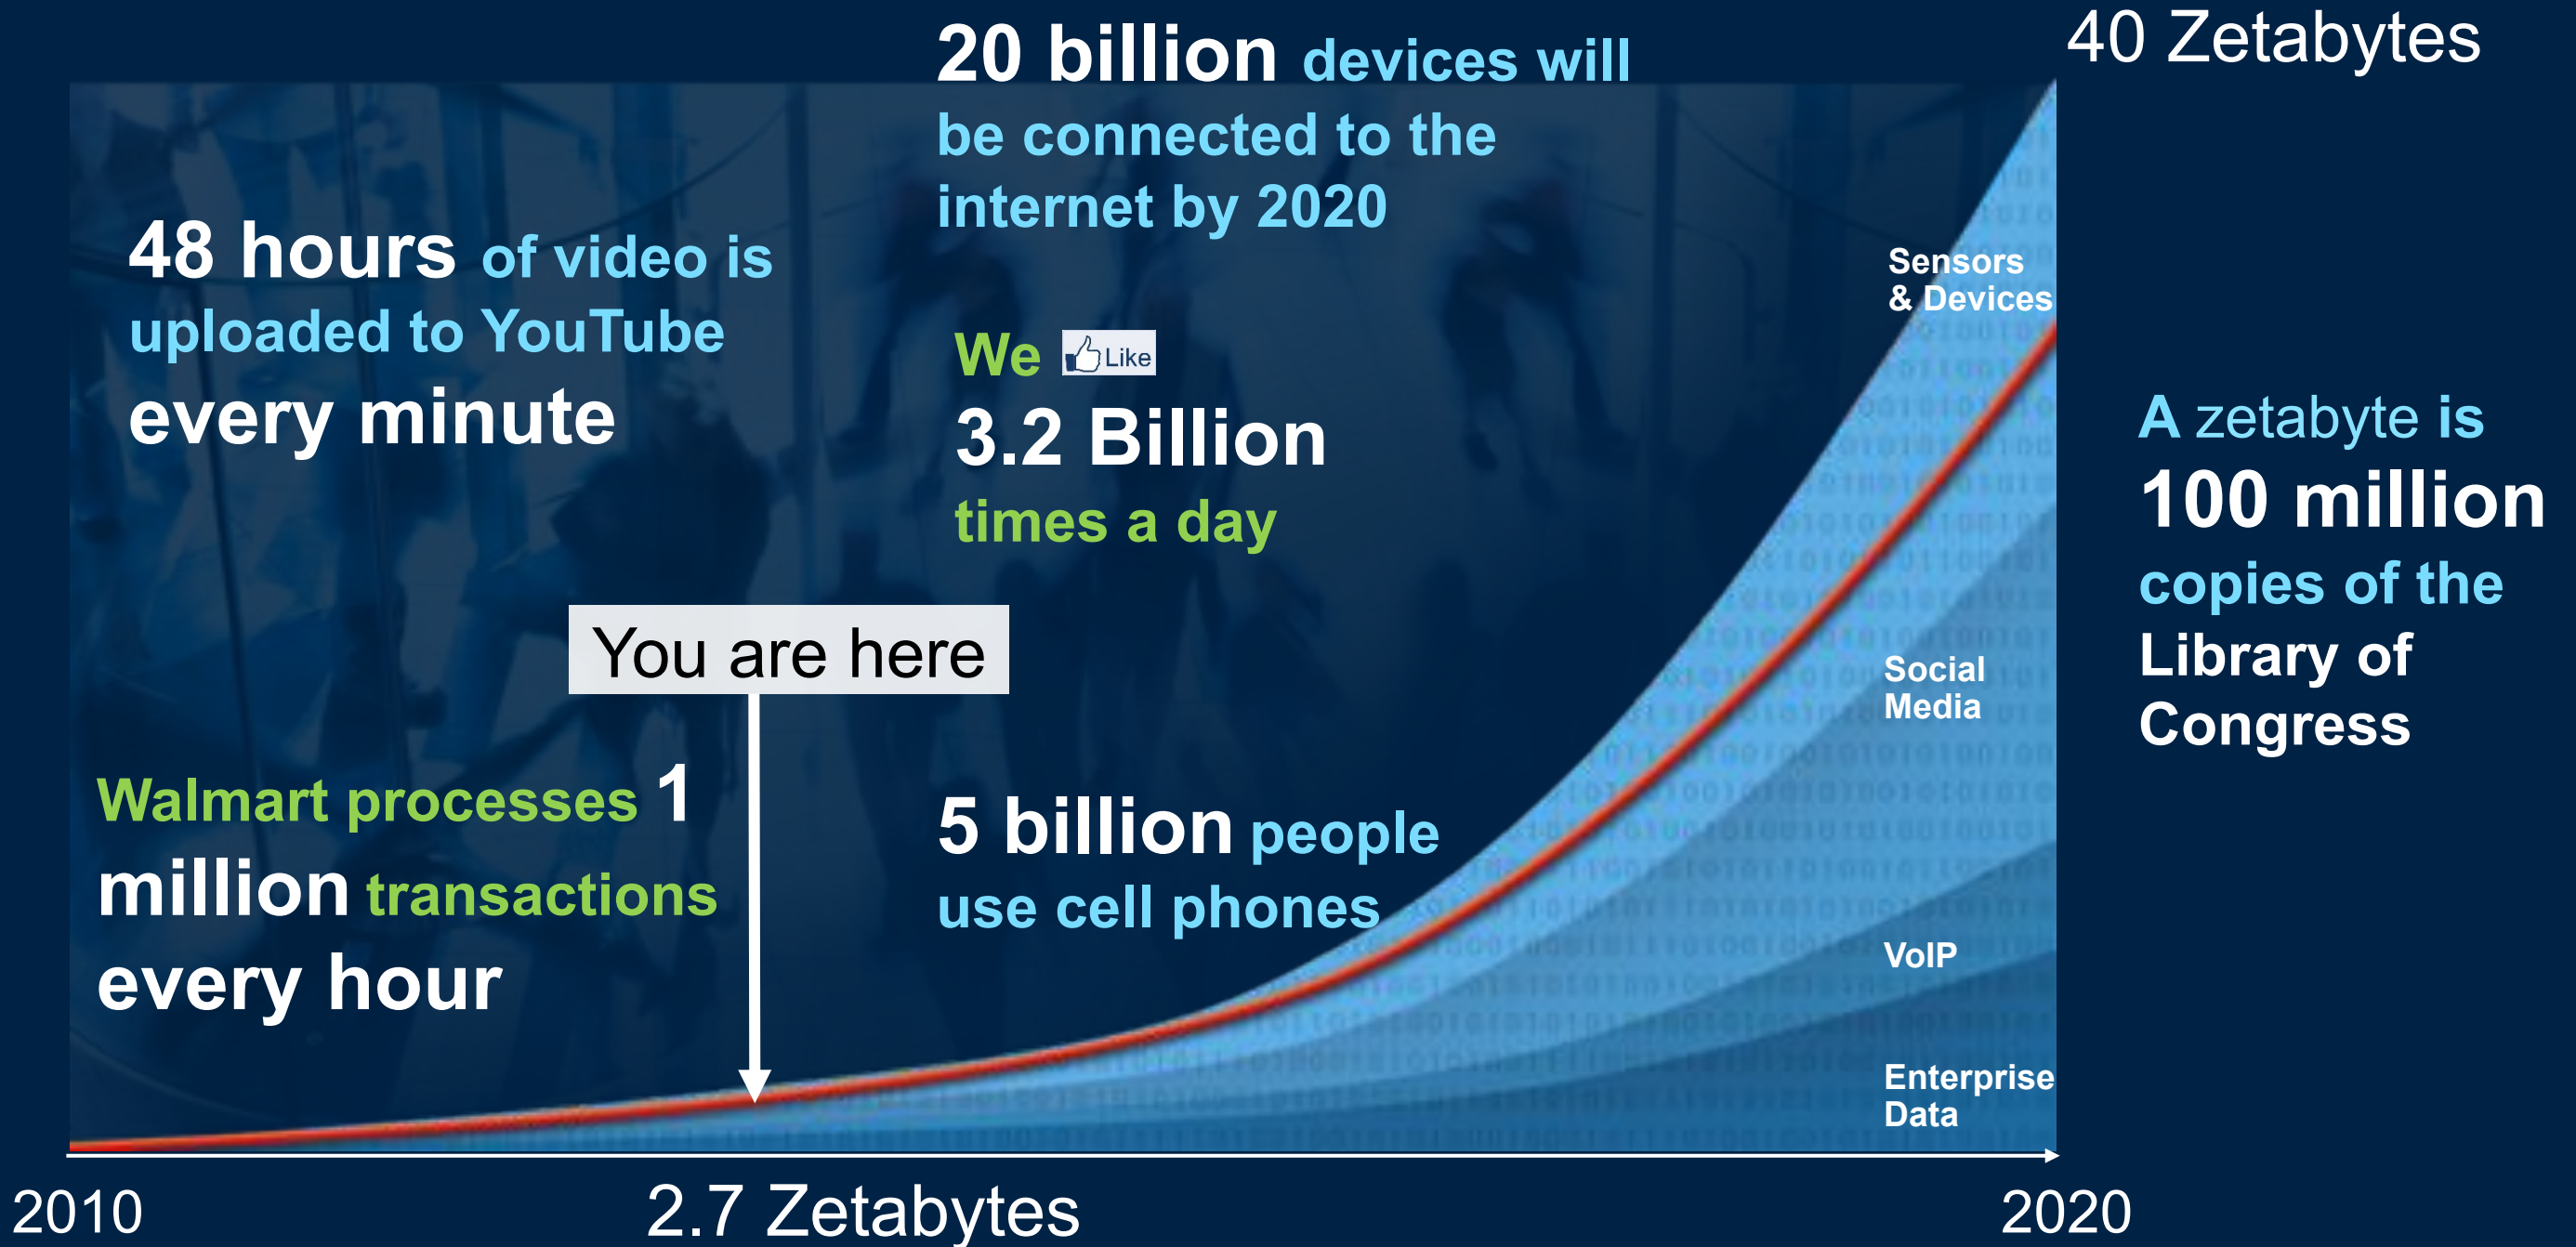 40 Zetabytes
20 billion devices will
be connected to the
internet by 2020
48 hours of video is
uploaded to YouTube
every minute
We Like
3.2 Billion
times a day
Sensors
& Devices
A zetabyte is
100 million
copies of the
Library of
Congress
You are here
Social
Media
Walmart processes 1
million transactions
every hour
5 billion people
use cell phones
VoIP
Enterprise
Data
2010
2.7 Zetabytes
2020